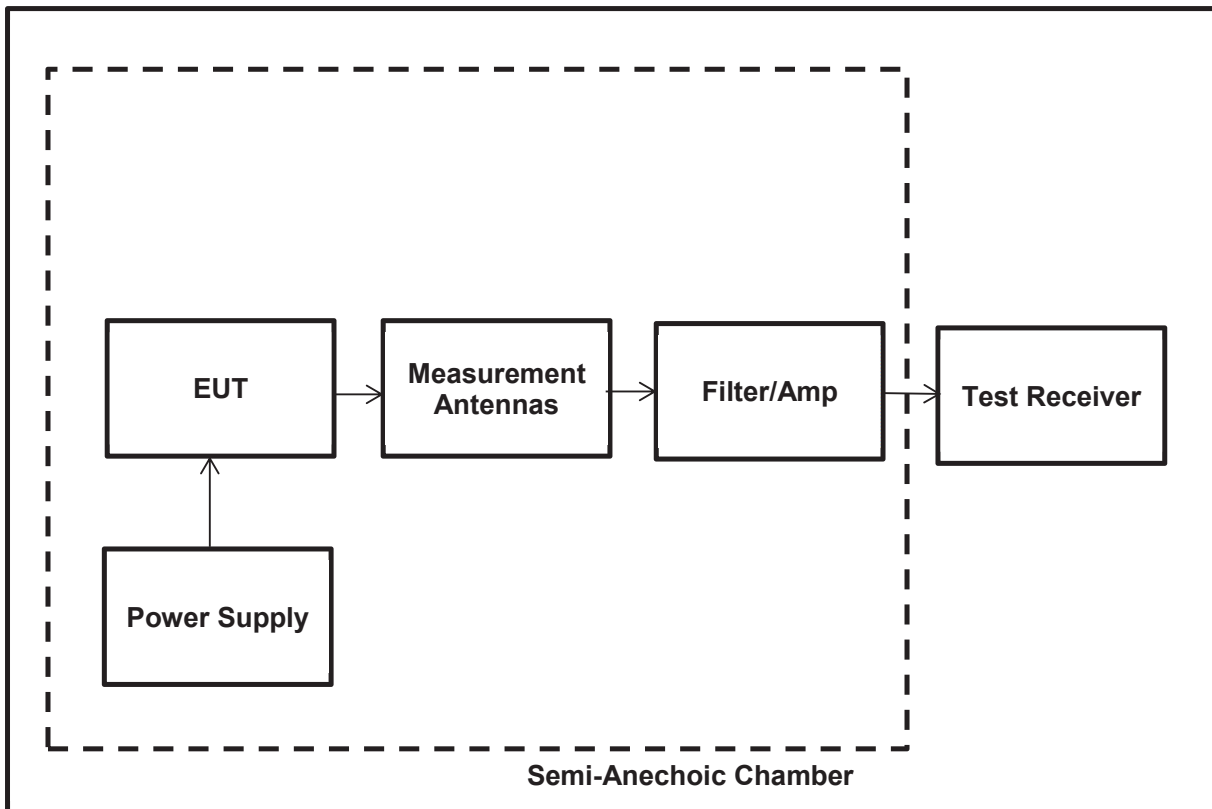 EUT
Measurement
Antennas
Filter/Amp
Test Receiver
Power Supply
Semi-Anechoic Chamber